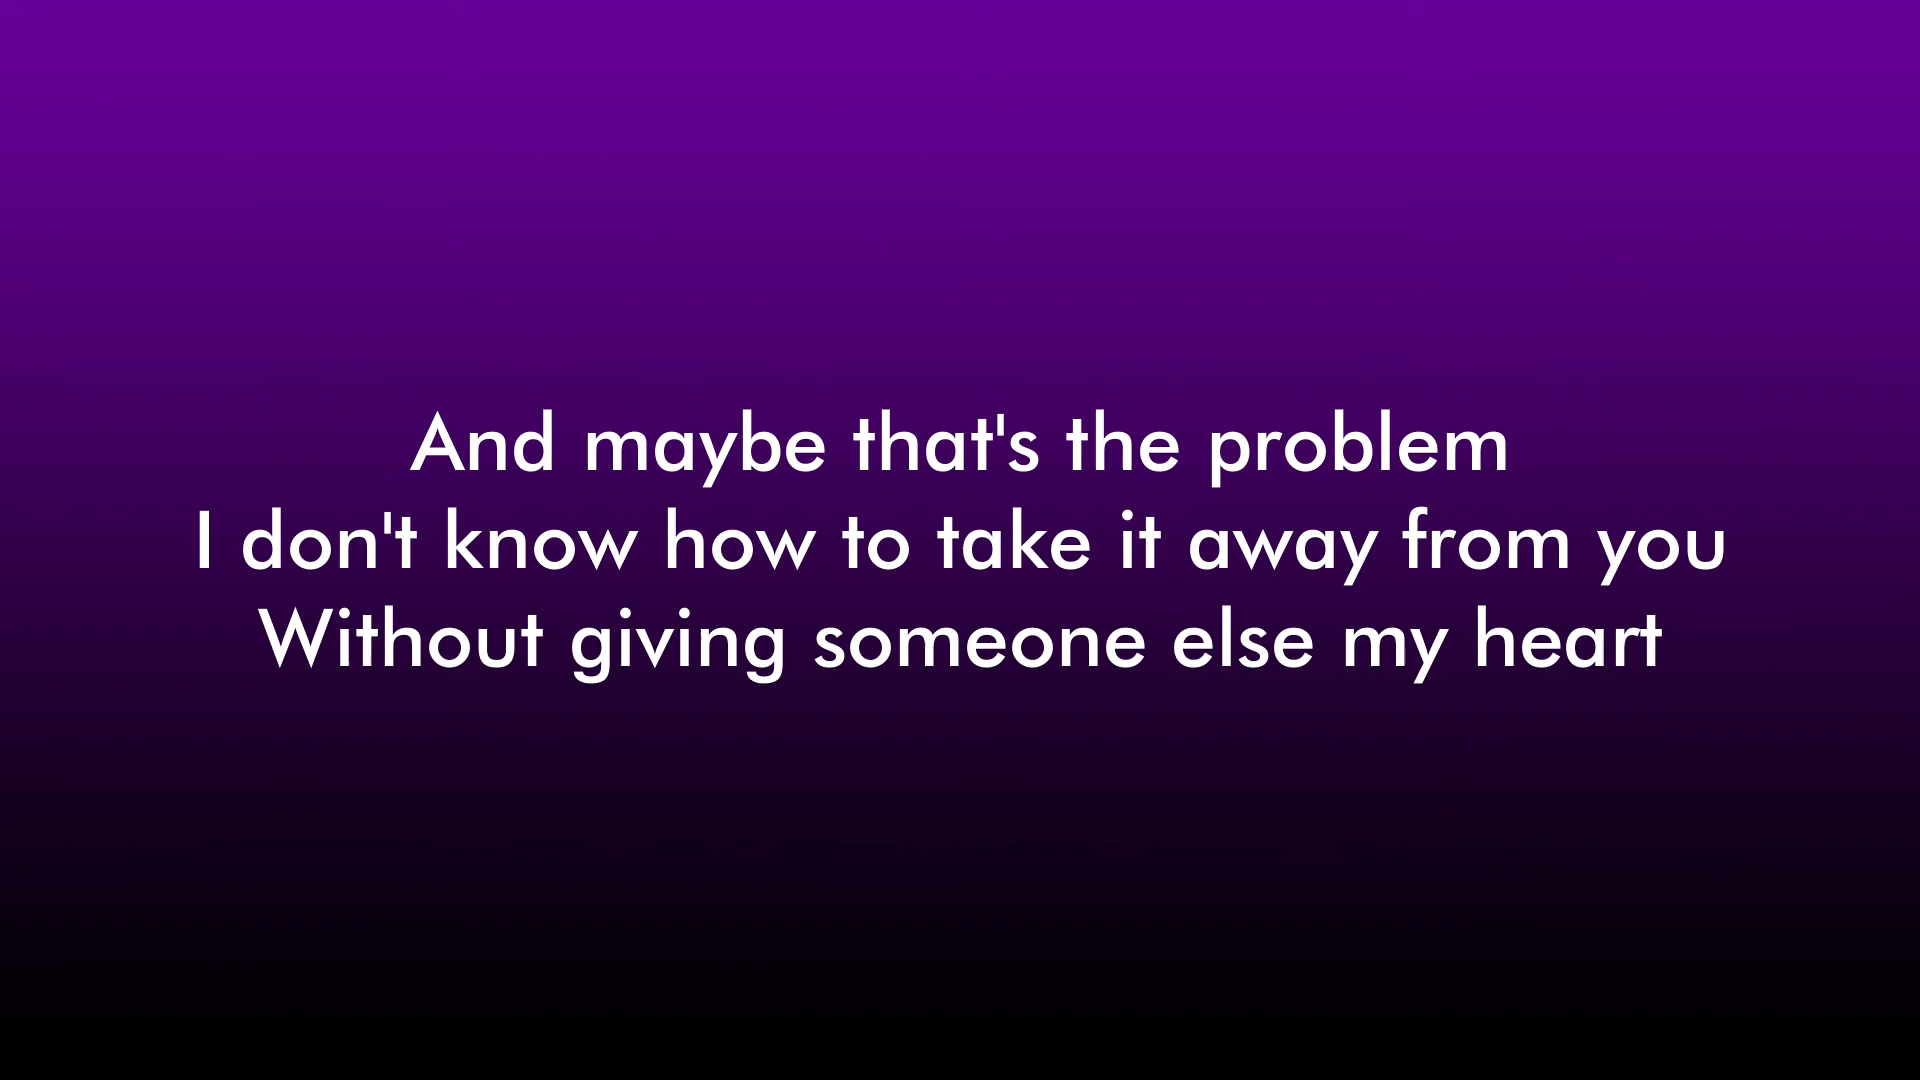 And maybe that's the problem
I don't know how to take it away from you
Without giving someone else my heart